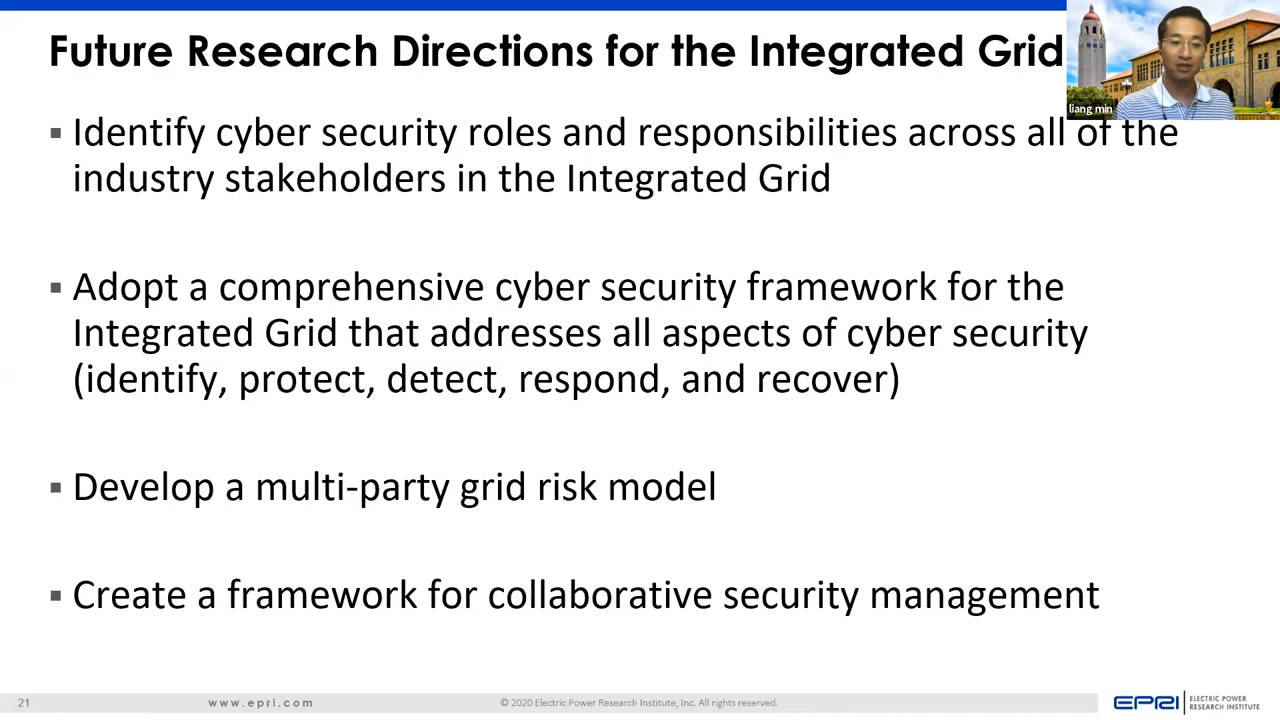 Future Research Directions for the Integrated Grid
liang min
▪ Identify cyber security roles and responsibilities across all of the
industry stakeholders in the Integrated Grid
▪ Adopt a comprehensive cyber security framework for the
Integrated Grid that addresses all aspects of cyber security
(identify, protect, detect, respond, and recover)
▪ Develop a multi-party grid risk model
▪ Create a framework for collaborative security management
21
www.epri.com
© 2020 Electric Power Research Institute, Inc. All rights reserved.
EPRI
ELECTRIC POWER
RESEARCH INSTITUTE